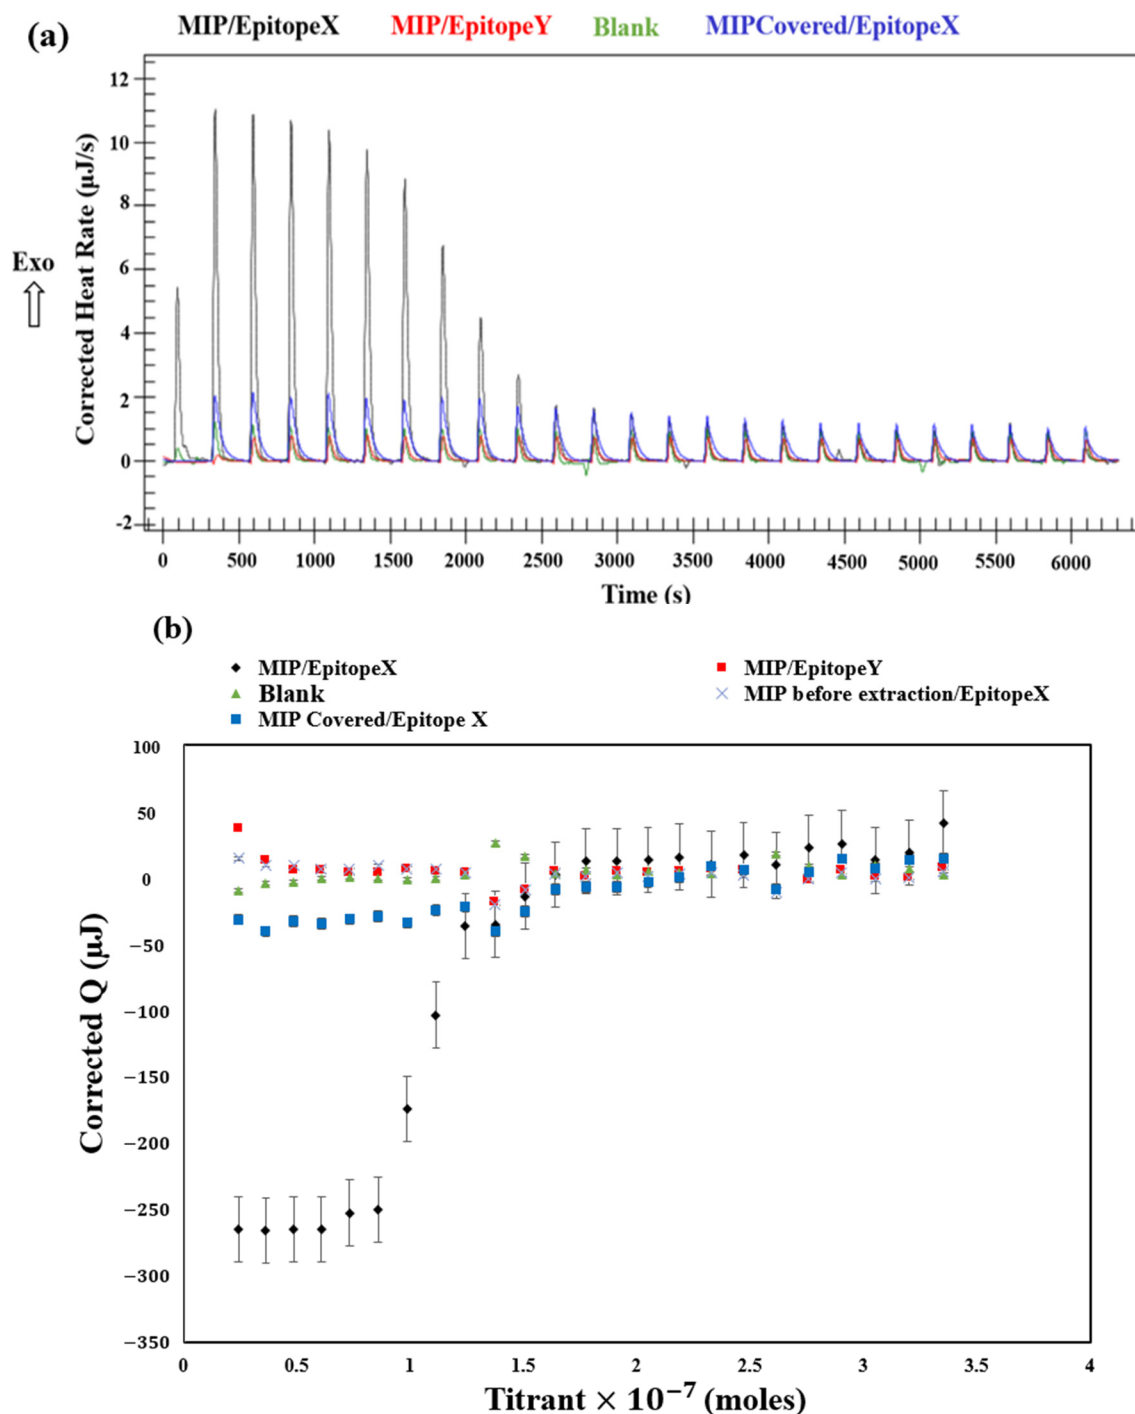 (a)
MIP/EpitopeX MIP/EpitopeY Blank MIPCovered/EpitopeX
Exo
Corrected Heat Rate (µJ/s)
12
10
8
6
4
2
0
-2
0 500 1000 1500 2000 2500 3000 3500 4000 4500 5000 5500 6000
Time (s)
(b)
MIP/EpitopeX MIP/EpitopeY
Blank MIP before extraction/EpitopeX
MIP Covered/Epitope X
Corrected Q (µJ)
100
50
0
−50
−100
−150
−200
−250
−300
−350
0 0.5 1 1.5 2 2.5 3 3.5 4
Titrant × 10⁻⁷ (moles)